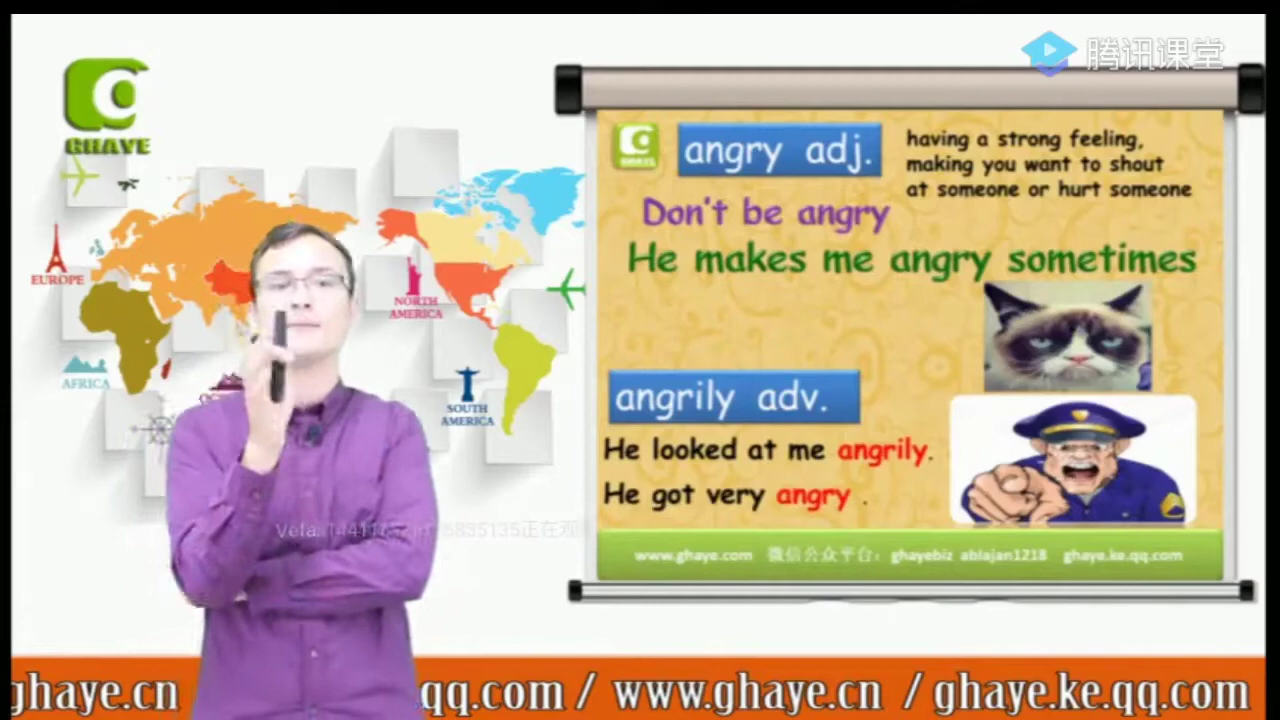 腾讯课堂
GHAYE
EUROPE
AFRICA
NORTH
AMERICA
SOUTH
AMERICA
GHAYE
angry adj.
having a strong feeling,
making you want to shout
at someone or hurt someone
Don't be angry
He makes me angry sometimes
angrily adv.
He looked at me angrily.
He got very angry .
www.ghaye.com 微信公众平台: ghayebiz ablajan1218 ghaye.ke.qq.com
ghaye.cn .qq.com / www.ghaye.cn / ghaye.ke.qq.com